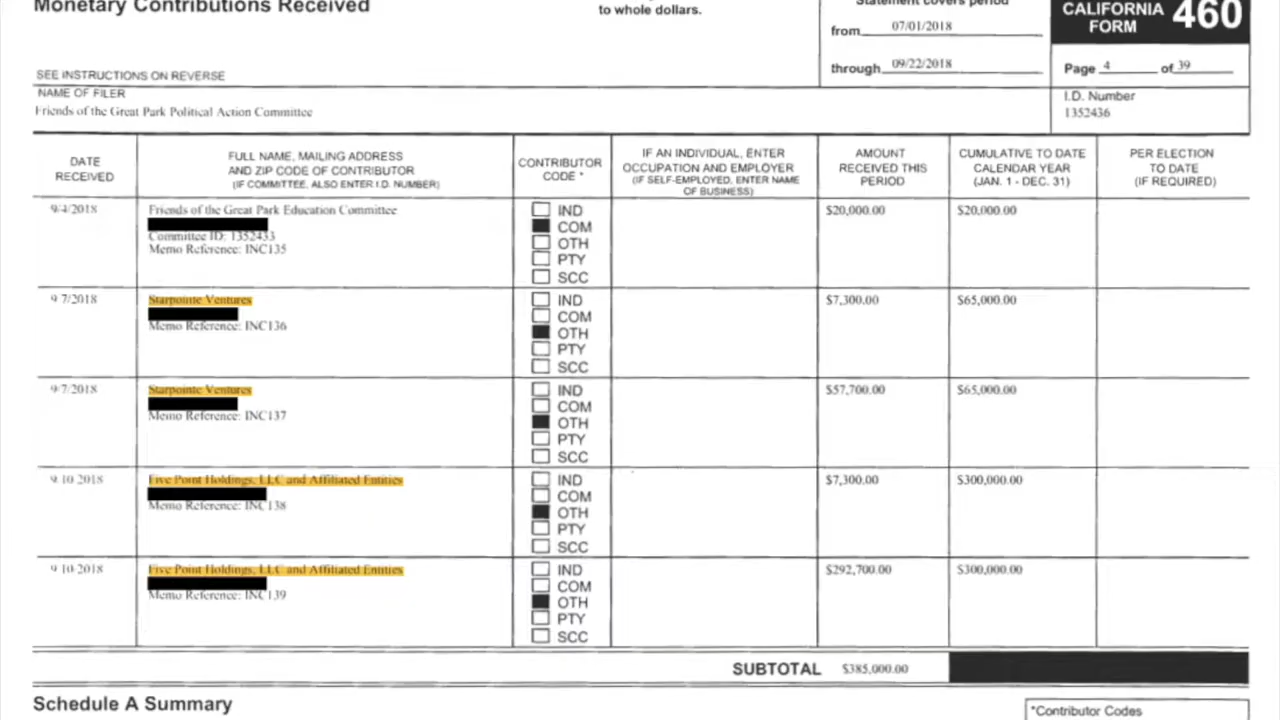 Monetary Contributions Received
to whole dollars.
Statement covers period
from 07/01/2018
through 09/22/2018
CALIFORNIA
FORM
460
Page 4 of 39
SEE INSTRUCTIONS ON REVERSE
NAME OF FILER
Friends of the Great Park Political Action Committee
I.D. Number
1352436
DATE
RECEIVED
FULL NAME, MAILING ADDRESS
AND ZIP CODE OF CONTRIBUTOR
(IF COMMITTEE, ALSO ENTER I.D. NUMBER)
CONTRIBUTOR
CODE *
IF AN INDIVIDUAL, ENTER
OCCUPATION AND EMPLOYER
(IF SELF-EMPLOYED, ENTER NAME
OF BUSINESS)
AMOUNT
RECEIVED THIS
PERIOD
CUMULATIVE TO DATE
CALENDAR YEAR
(JAN. 1 - DEC. 31)
PER ELECTION
TO DATE
(IF REQUIRED)
9/4/2018
Friends of the Great Park Education Committee
Committee ID: 1352433
Memo Reference: INC135
IND
COM
OTH
PTY
SCC
$20,000.00
$20,000.00
9/7/2018
Starpointe Ventures
Memo Reference: INC136
IND
COM
OTH
PTY
SCC
$7,300.00
$65,000.00
9/7/2018
Starpointe Ventures
Memo Reference: INC137
IND
COM
OTH
PTY
SCC
$57,700.00
$65,000.00
9/10/2018
Five Point Holdings, LLC and Affiliated Entities
Memo Reference: INC138
IND
COM
OTH
PTY
SCC
$7,300.00
$300,000.00
9/10/2018
Five Point Holdings, LLC and Affiliated Entities
Memo Reference: INC139
IND
COM
OTH
PTY
SCC
$292,700.00
$300,000.00
SUBTOTAL $385,000.00
Schedule A Summary
*Contributor Codes